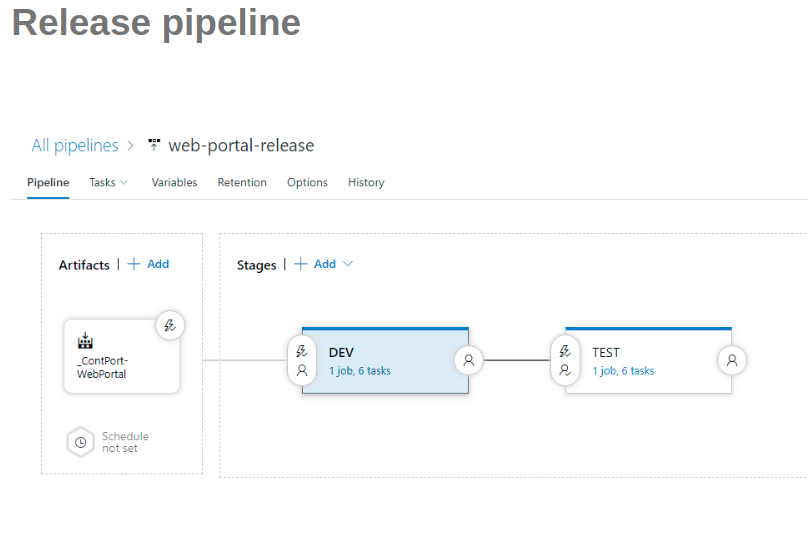 Release pipeline
All pipelines > web-portal-release
Pipeline Tasks Variables Retention Options History
Artifacts | + Add
Stages | + Add
_ContPort-
WebPortal
DEV
1 job, 6 tasks
TEST
1 job, 6 tasks
Schedule
not set